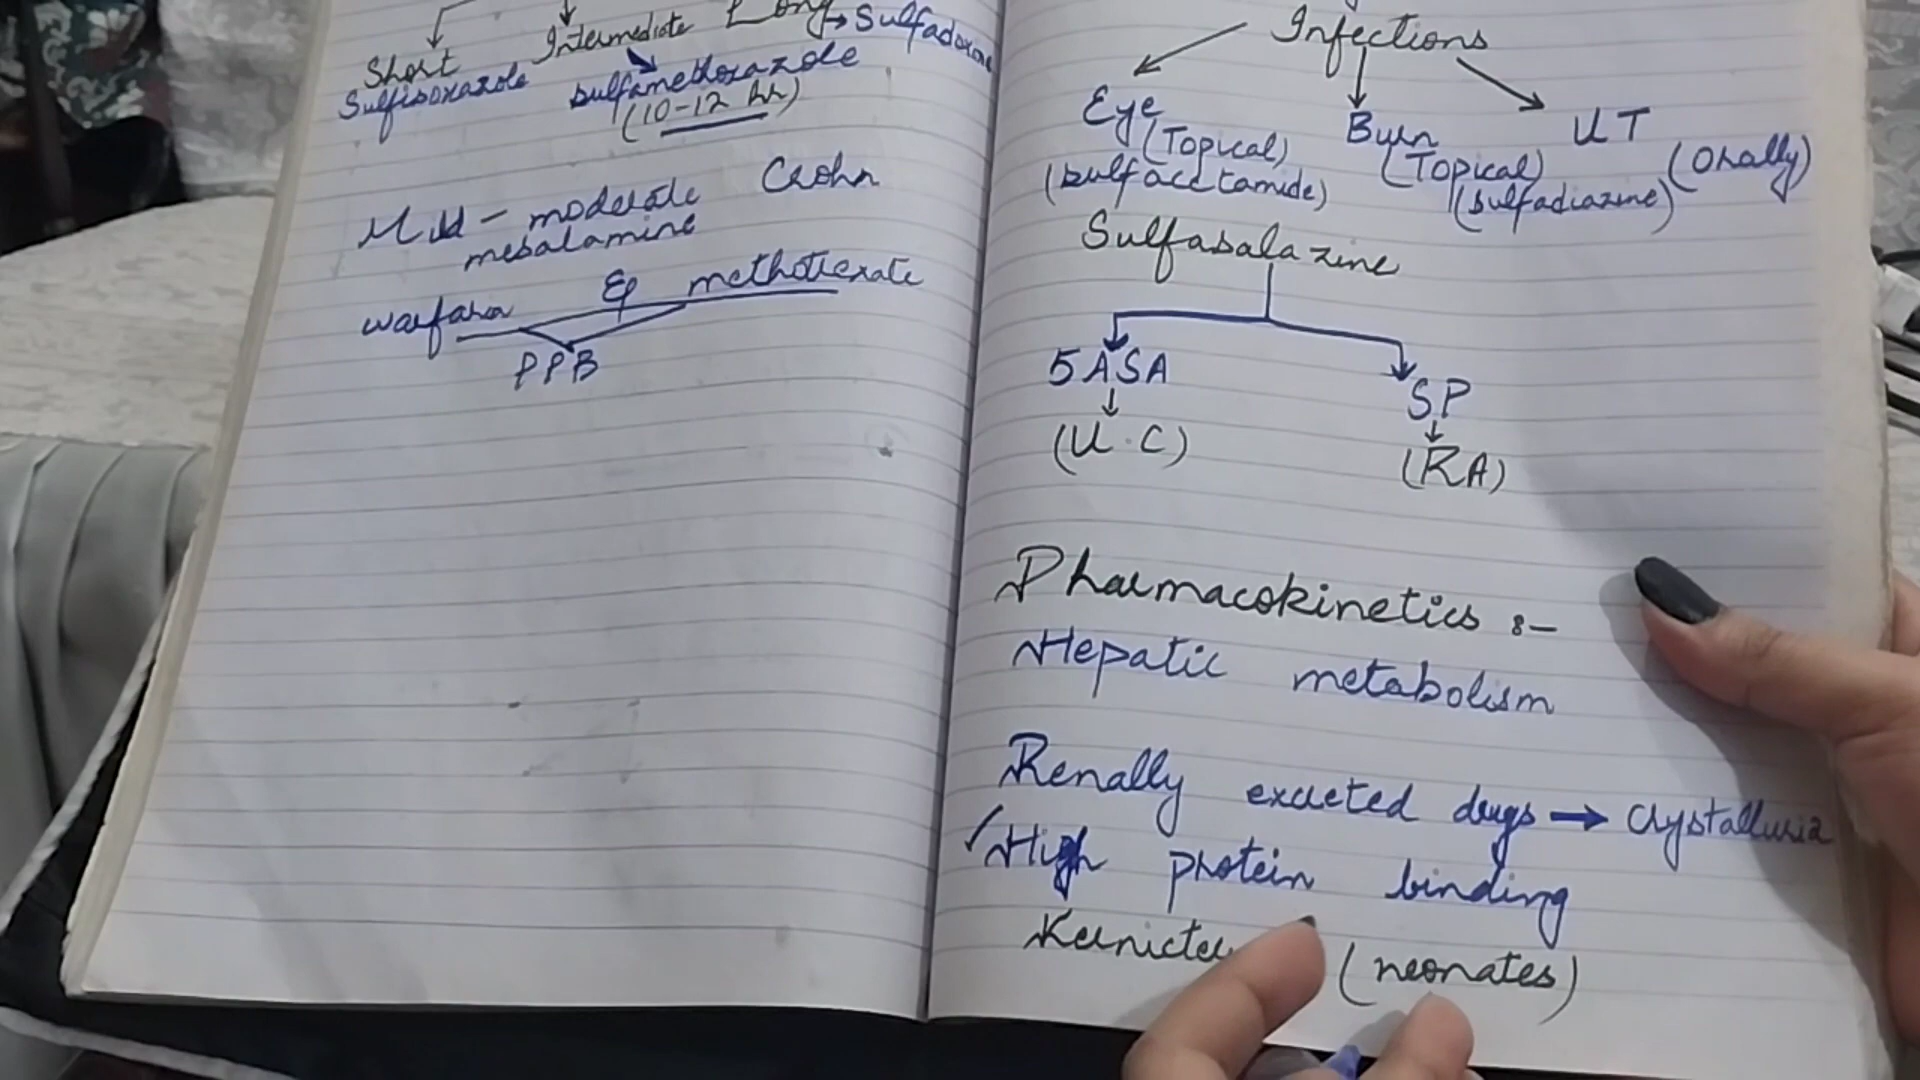 Short Intermediate Long → Sulfadoxine
Sulfisoxazole sulfamethoxazole
(10-12 hr)
Mild - moderate Crohn
mesalamine
warfarin & methotrexate
PPB
Infections
Eye Burn UT
(Topical) (Topical) (Orally)
(sulfacetamide) (sulfadiazine)
Sulfasalazine
5ASA SP
(U.C) (RA)
Pharmacokinetics :-
Hepatic metabolism
Renally excreted drugs → Crystalluria
✓High protein binding
(neonates)